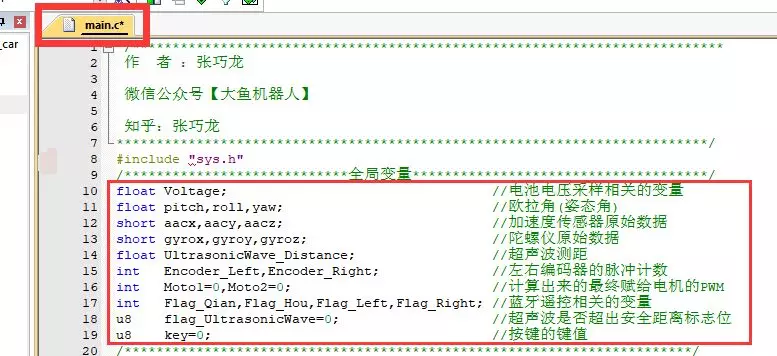 main.c*
_car
1 /******************************************************************
2 作  者 ：张巧龙
3
4 微信公众号【大鱼机器人】
5
6 知乎：张巧龙
7 ******************************************************************/
8 #include "sys.h"
9 /****************************全局变量************************************/
10 float Voltage; //电池电压采样相关的变量
11 float pitch,roll,yaw; //欧拉角(姿态角)
12 short aacx,aacy,aacz; //加速度传感器原始数据
13 short gyrox,gyroy,gyroz; //陀螺仪原始数据
14 float UltrasonicWave_Distance; //超声波测距
15 int   Encoder_Left,Encoder_Right; //左右编码器的脉冲计数
16 int   Moto1=0,Moto2=0; //计算出来的最终赋给电机的PWM
17 int   Flag_Qian,Flag_Hou,Flag_Left,Flag_Right; //蓝牙遥控相关的变量
18 u8    flag_UltrasonicWave=0; //超声波是否超出安全距离标志位
19 u8    key=0; //按键的键值
20 /******************************************************************/